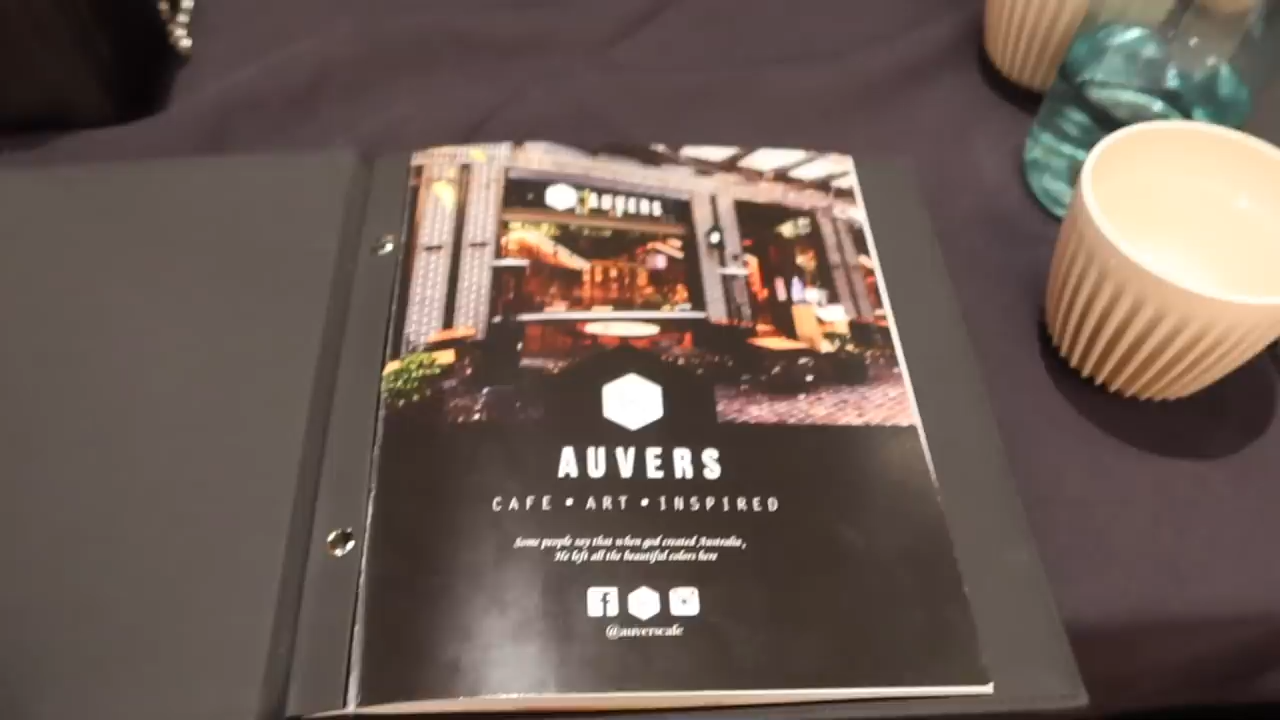 AUVERS
AUVERS
CAFE • ART • INSPIRED
Some people say that when god created Australia,
He left all the beautiful colors here
@auverscafe